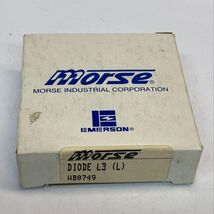 morse®
MORSE INDUSTRIAL CORPORATION
EMERSON®
morse
DIODE L3 (L)
WB0749